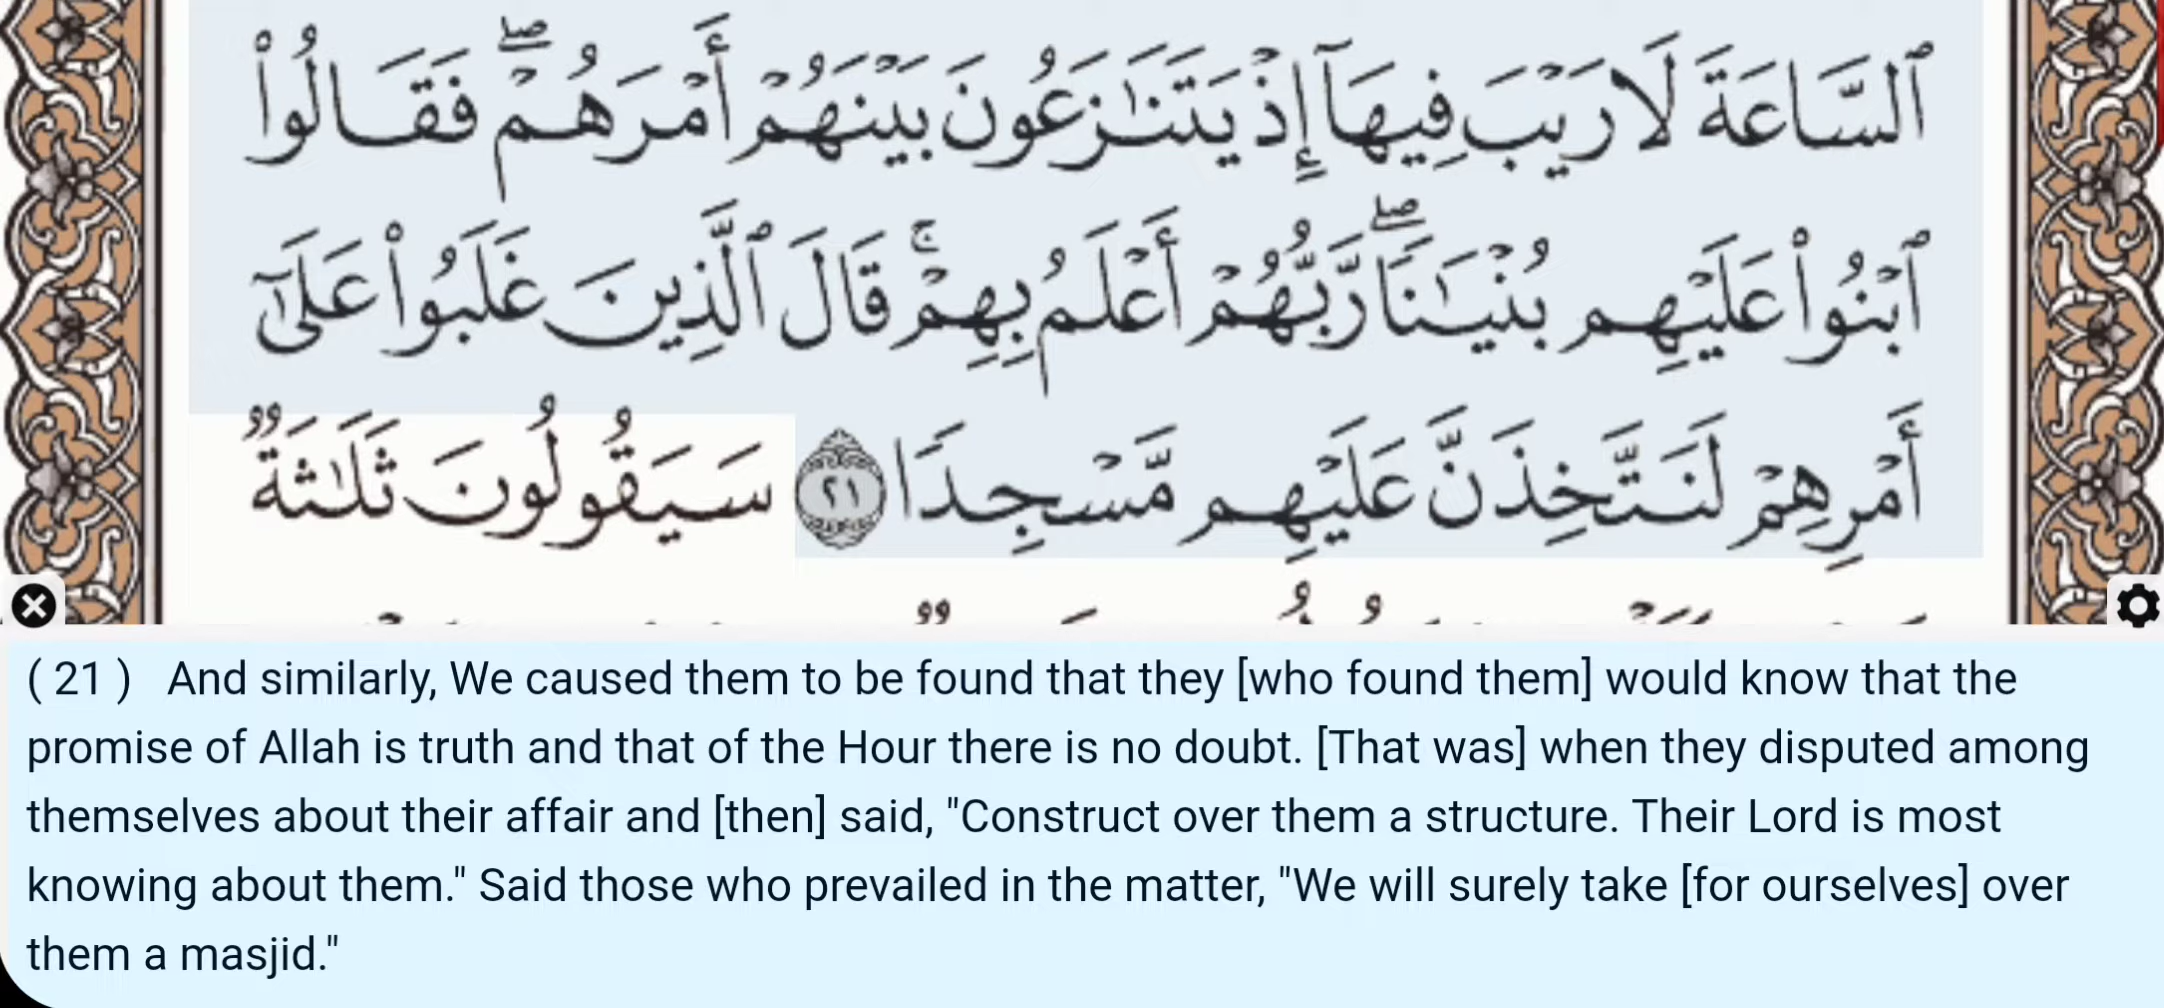 ٱلسَّاعَةَ لَا رَيْبَ فِيهَآ إِذْ يَتَنَٰزَعُونَ بَيْنَهُمْ أَمْرَهُمْ ۖ فَقَالُوا۟
ٱبْنُوا۟ عَلَيْهِم بُنْيَٰنًا ۖ رَّبُّهُمْ أَعْلَمُ بِهِمْ ۚ قَالَ ٱلَّذِينَ غَلَبُوا۟ عَلَىٰٓ
أَمْرِهِمْ لَنَتَّخِذَنَّ عَلَيْهِم مَّسْجِدًا ٢١ سَيَقُولُونَ ثَلَٰثَةٌ
( 21 ) And similarly, We caused them to be found that they [who found them] would know that the
promise of Allah is truth and that of the Hour there is no doubt. [That was] when they disputed among
themselves about their affair and [then] said, "Construct over them a structure. Their Lord is most
knowing about them." Said those who prevailed in the matter, "We will surely take [for ourselves] over
them a masjid."